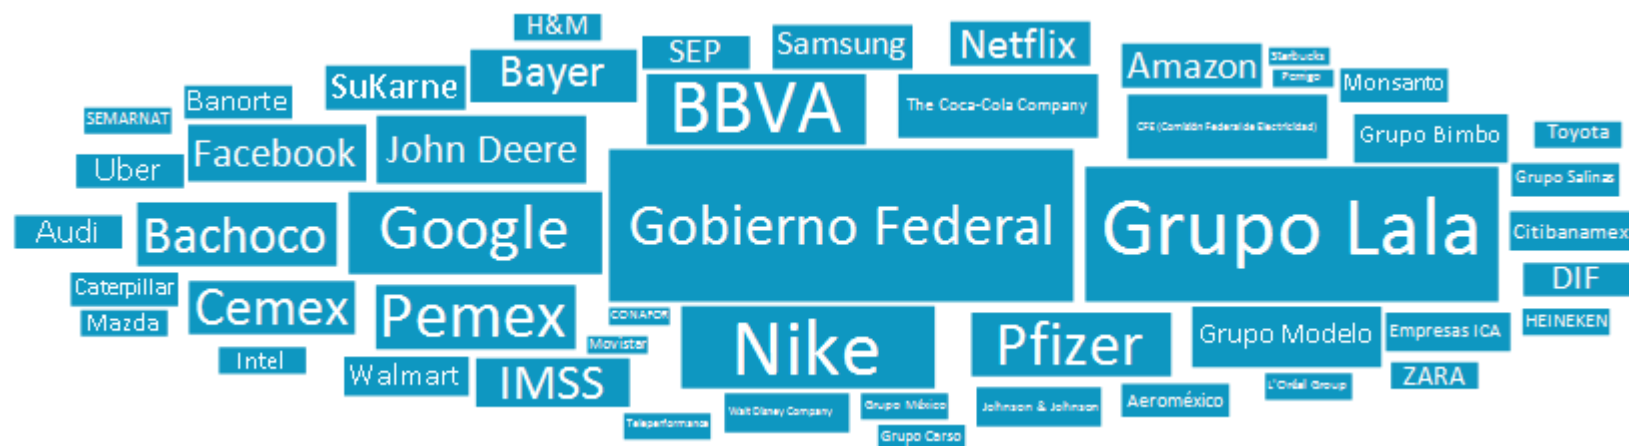 H&M
SEP
Samsung
Netflix
Bayer
SuKarne
Amazon
Starbucks
Perrigo
Monsanto
Banorte
BBVA
The Coca-Cola Company
SEMARNAT
CFE (Comisión Federal de Electricidad)
Grupo Bimbo
Toyota
Facebook
John Deere
Uber
Grupo Salinas
Audi
Bachoco
Google
Gobierno Federal
Grupo Lala
Citibanamex
Caterpillar
DIF
Mazda
Cemex
Pemex
CONAFOR
Movistar
Nike
Pfizer
Grupo Modelo
Empresas ICA
HEINEKEN
Intel
Walmart
IMSS
L'Oréal Group
ZARA
Teleperformance
Walt Disney Company
Grupo México
Johnson & Johnson
Aeroméxico
Grupo Carso